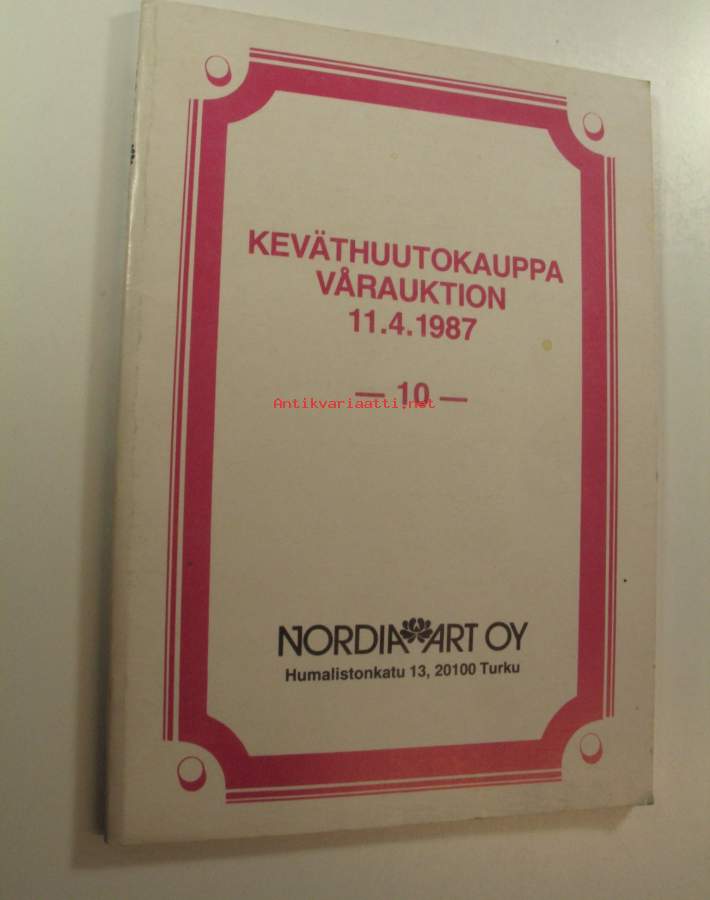 KEVÄTHUUTOKAUPPA
VÅRAUKTION
11.4.1987
— 10 —
Antikvariaatti.net
NORDIA ART OY
Humalistonkatu 13, 20100 Turku